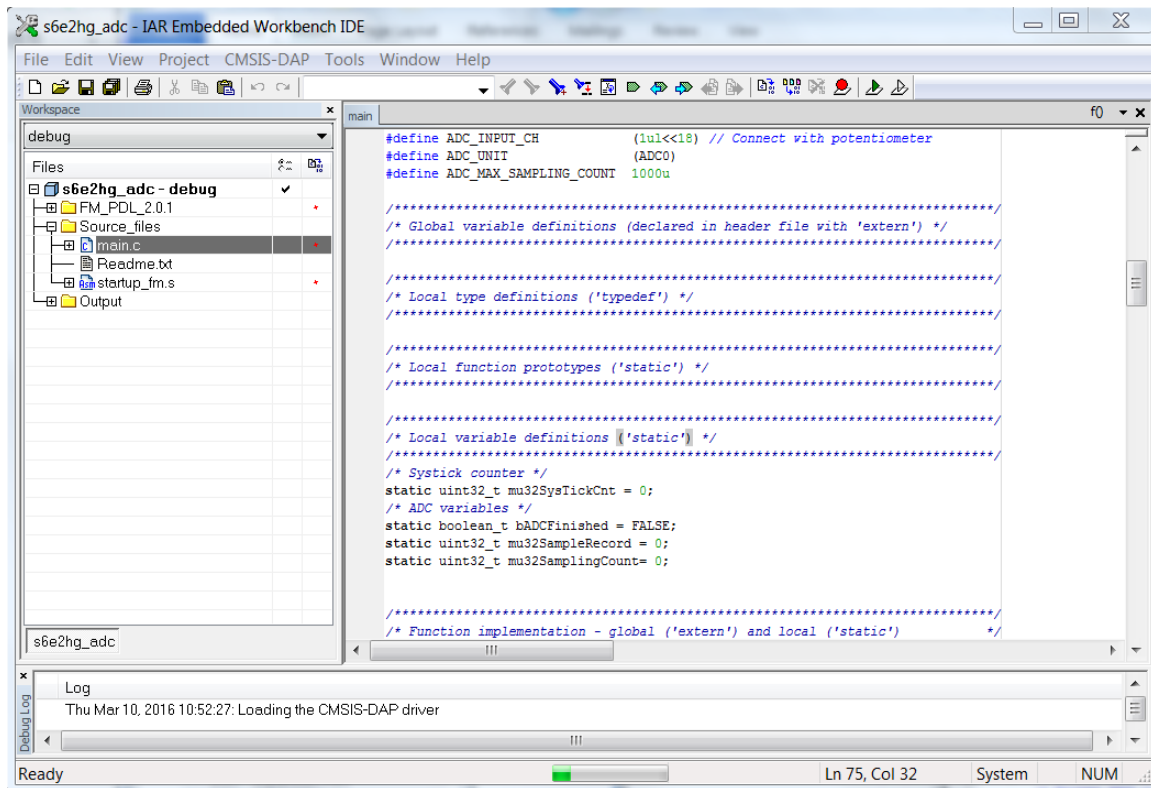 s6e2hg_adc - IAR Embedded Workbench IDE
File Edit View Project CMSIS-DAP Tools Window Help
Workspace
debug
Files
s6e2hg_adc - debug
FM_PDL_2.0.1
Source_files
main.c
Readme.txt
startup_fm.s
Output
s6e2hg_adc
main
f()
#define ADC_INPUT_CH (1ul<<18) // Connect with potentiometer
#define ADC_UNIT (ADC0)
#define ADC_MAX_SAMPLING_COUNT 1000u
/*****************************************************************************/
/* Global variable definitions (declared in header file with 'extern') */
/*****************************************************************************/
/*****************************************************************************/
/* Local type definitions ('typedef') */
/*****************************************************************************/
/*****************************************************************************/
/* Local function prototypes ('static') */
/*****************************************************************************/
/*****************************************************************************/
/* Local variable definitions ('static') */
/*****************************************************************************/
/* Systick counter */
static uint32_t mu32SysTickCnt = 0;
/* ADC variables */
static boolean_t bADCFinished = FALSE;
static uint32_t mu32SampleRecord = 0;
static uint32_t mu32SamplingCount= 0;
/*****************************************************************************/
/* Function implementation - global ('extern') and local ('static') */
Debug Log
Log
Thu Mar 10, 2016 10:52:27: Loading the CMSIS-DAP driver
Ready
Ln 75, Col 32
System
NUM